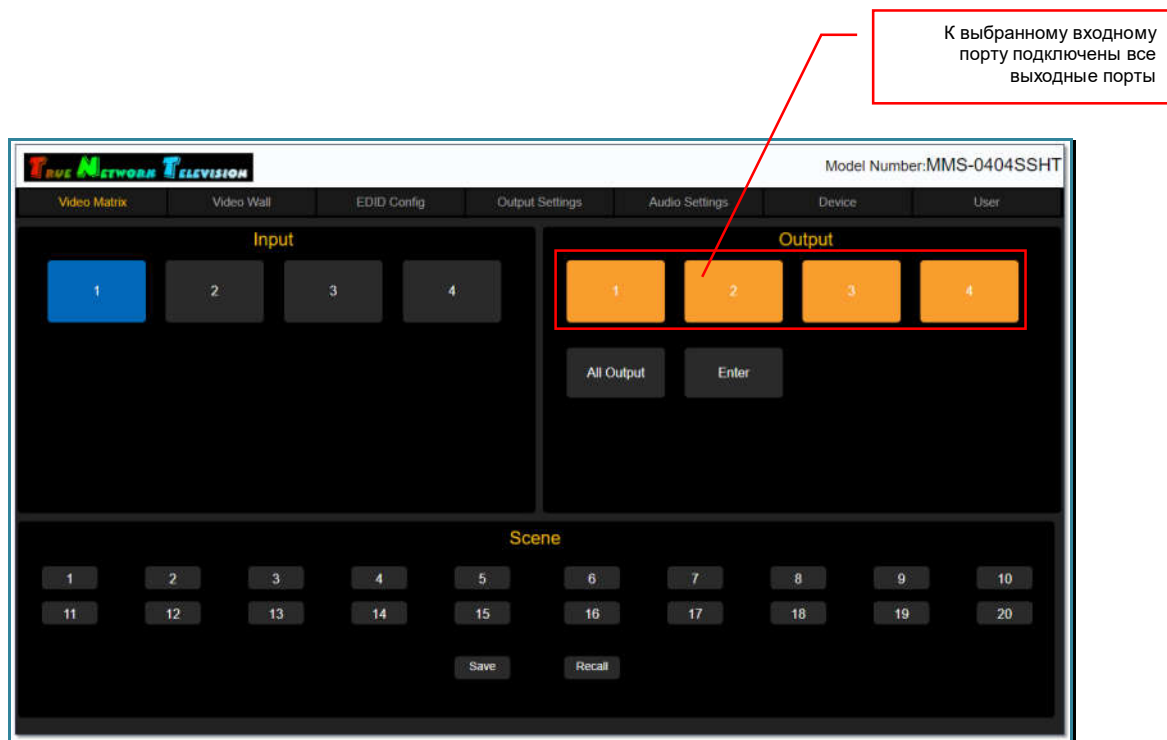 К выбранному входному
порту подключены все
выходные порты
TRUE NETWORK TELEVISION
Model Number:MMS-0404SSHT
Video Matrix Video Wall EDID Config Output Settings Audio Settings Device User
Input
1 2 3 4
Output
1 2 3 4
All Output Enter
Scene
1 2 3 4 5 6 7 8 9 10
11 12 13 14 15 16 17 18 19 20
Save Recall